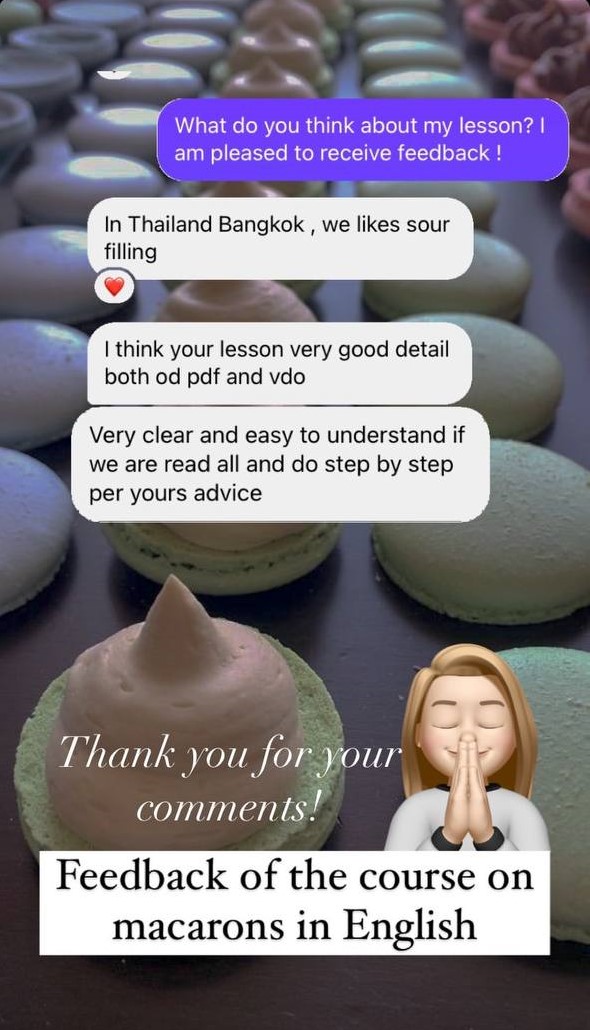 What do you think about my lesson? I
am pleased to receive feedback !
In Thailand Bangkok , we likes sour
filling
I think your lesson very good detail
both od pdf and vdo
Very clear and easy to understand if
we are read all and do step by step
per yours advice
Thank you for your
comments!
Feedback of the course on
macarons in English